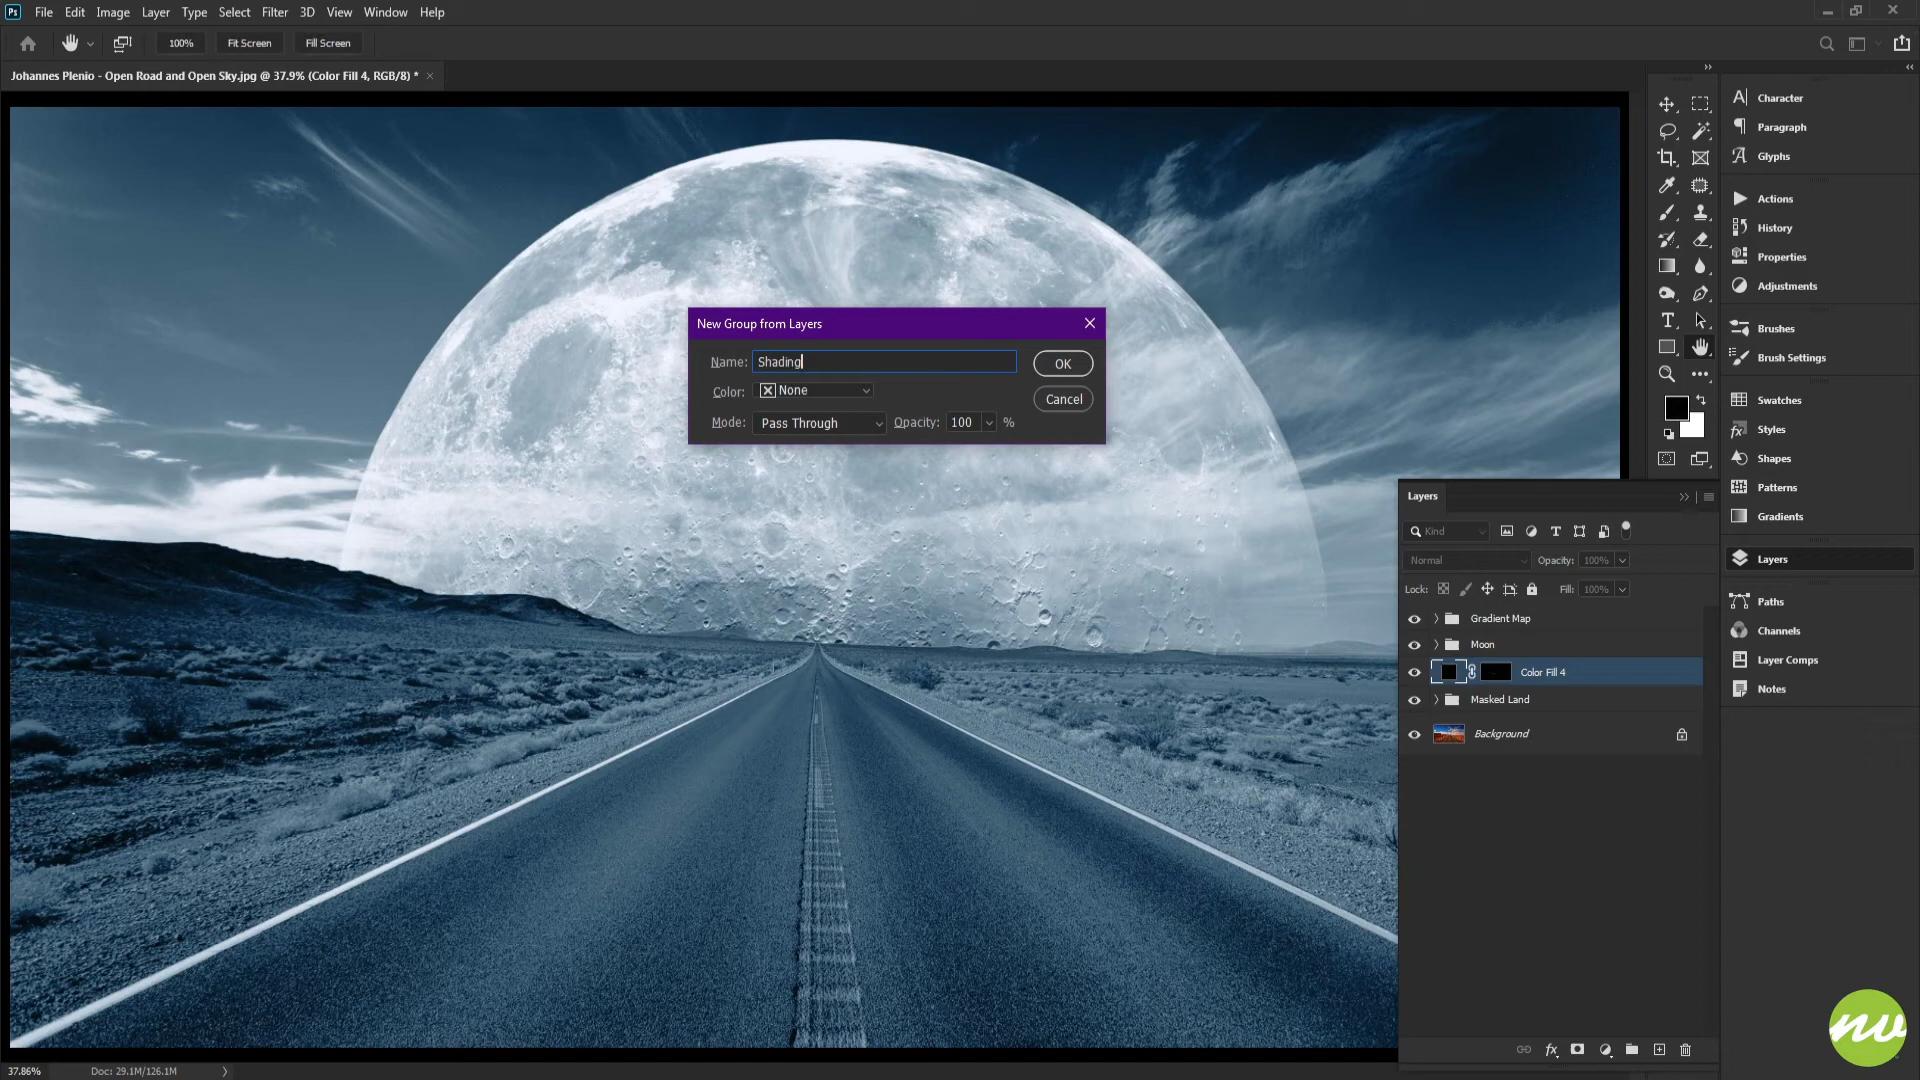 Ps File Edit Image Layer Type Select Filter 3D View Window Help
100% Fit Screen Fill Screen
Johannes Plenio - Open Road and Open Sky.jpg @ 37.9% (Color Fill 4, RGB/8) *
Character
Paragraph
Glyphs
Actions
History
Properties
Adjustments
Brushes
Brush Settings
Swatches
Styles
Shapes
Patterns
Gradients
Layers
Paths
Channels
Layer Comps
Notes
New Group from Layers
Name: Shading
OK
Color: None
Cancel
Mode: Pass Through Opacity: 100 %
Layers
Kind
Normal Opacity: 100%
Lock: Fill: 100%
Gradient Map
Moon
Color Fill 4
Masked Land
Background
fx
nv
37.86% Doc: 29.1M/126.1M